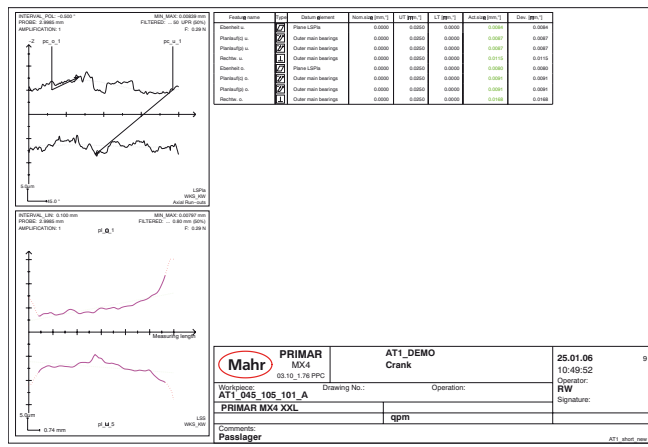 INTERVAL_POL: -0.500 ° MIN_MAX: 0.00839 mm
PROBE: 2.9985 mm FILTERED: ... 50 UPR (50%)
AMPLIFICATION: 1 F: 0.29 N
-2 pc_o_1 pc_u_1
5.0 µm
45.0 °
LSPla
WKS_KW
Axial Run-outs
INTERVAL_LIN: 0.100 mm MIN_MAX: 0.00797 mm
PROBE: 2.9985 mm FILTERED: ... 0.80 mm (50%)
AMPLIFICATION: 1 F: 0.29 N
pl_o_1
Measuring length
5.0 µm
0.74 mm
pl_u_5
LSS
WKS_KW
Feature name Type Datum element Nom.size [mm,°] UT [mm,°] LT [mm,°] Act.size [mm,°] Dev. [mm,°]
Ebenheit u. Plane LSPla 0.0000 0.0250 0.0000 0.0084 0.0084
Planlauf(c) u. Outer main bearings 0.0000 0.0250 0.0000 0.0087 0.0087
Planlauf(p) u. Outer main bearings 0.0000 0.0250 0.0000 0.0087 0.0087
Rechtw. u. Outer main bearings 0.0000 0.0250 0.0000 0.0115 0.0115
Ebenheit o. Plane LSPla 0.0000 0.0250 0.0000 0.0080 0.0080
Planlauf(c) o. Outer main bearings 0.0000 0.0250 0.0000 0.0091 0.0091
Planlauf(p) o. Outer main bearings 0.0000 0.0250 0.0000 0.0091 0.0091
Rechtw. o. Outer main bearings 0.0000 0.0250 0.0000 0.0168 0.0168
Mahr
PRIMAR
MX4
03.10_1.76 PPC
AT1_DEMO
Crank
25.01.06 9
10:49:52
Operator:
RW
Signature:
Workpiece: Drawing No.: Operation:
AT1_045_105_101_A
PRIMAR MX4 XXL
qpm
Comments:
Passlager
AT1_short_new